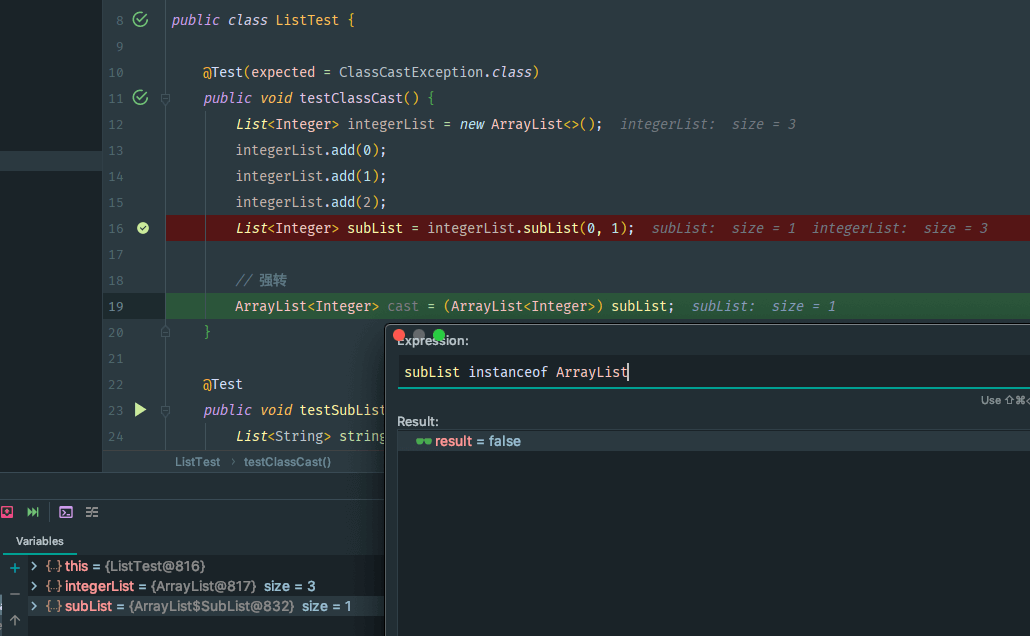 8 public class ListTest {
9
10 @Test(expected = ClassCastException.class)
11 public void testClassCast() {
12 List<Integer> integerList = new ArrayList<>(); integerList: size = 3
13 integerList.add(0);
14 integerList.add(1);
15 integerList.add(2);
16 List<Integer> subList = integerList.subList(0, 1); subList: size = 1 integerList: size = 3
17
18 // 强转
19 ArrayList<Integer> cast = (ArrayList<Integer>) subList; subList: size = 1
20 }
21
22 @Test
23 public void testSubList
24 List<String> string
ListTest › testClassCast()
Expression:
subList instanceof ArrayList
Use ⇧⌘
Result:
result = false
Variables
this = {ListTest@816}
integerList = {ArrayList@817} size = 3
subList = {ArrayList$SubList@832} size = 1